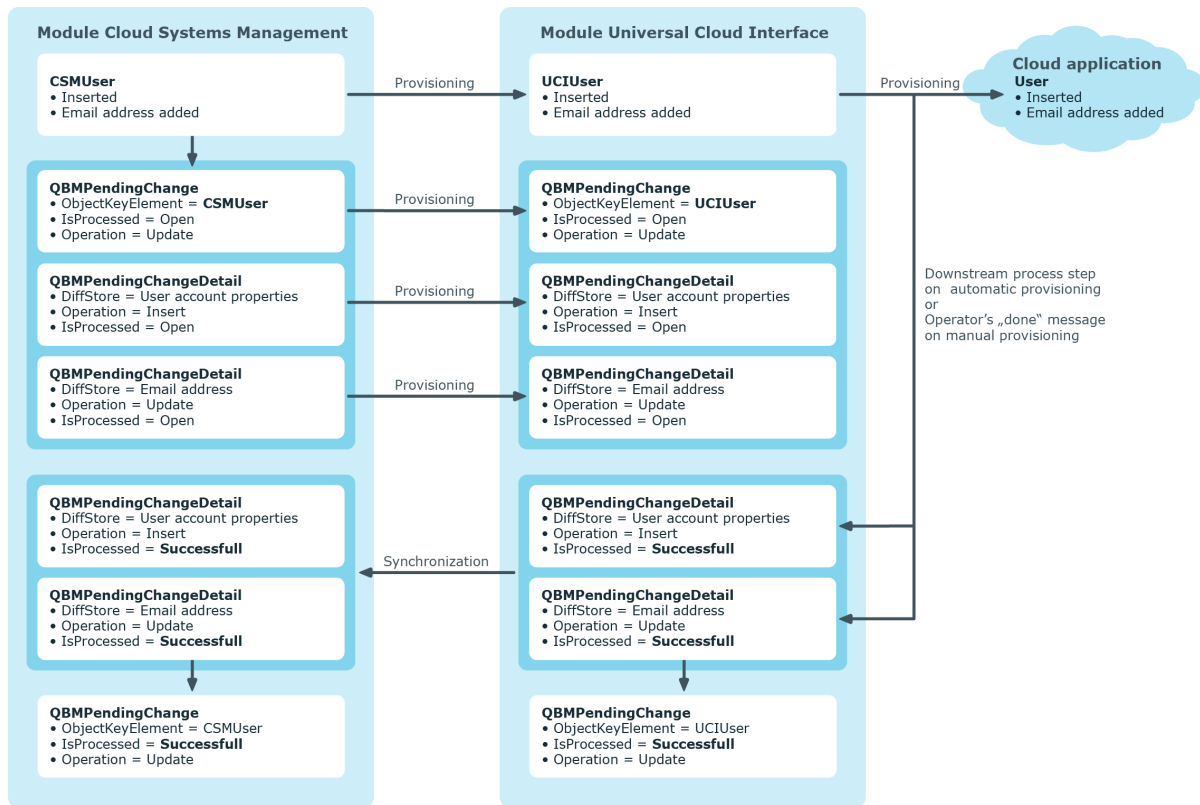 Module Cloud Systems Management
CSMUser
• Inserted
• Email address added
QBMPendingChange
• ObjectKeyElement = CSMUser
• IsProcessed = Open
• Operation = Update
QBMPendingChangeDetail
• DiffStore = User account properties
• Operation = Insert
• IsProcessed = Open
QBMPendingChangeDetail
• DiffStore = Email address
• Operation = Update
• IsProcessed = Open
QBMPendingChangeDetail
• DiffStore = User account properties
• Operation = Insert
• IsProcessed = Successfull
QBMPendingChangeDetail
• DiffStore = Email address
• Operation = Update
• IsProcessed = Successfull
QBMPendingChange
• ObjectKeyElement = CSMUser
• IsProcessed = Successfull
• Operation = Update
Provisioning
Provisioning
Provisioning
Provisioning
Synchronization
Module Universal Cloud Interface
UCIUser
• Inserted
• Email address added
QBMPendingChange
• ObjectKeyElement = UCIUser
• IsProcessed = Open
• Operation = Update
QBMPendingChangeDetail
• DiffStore = User account properties
• Operation = Insert
• IsProcessed = Open
QBMPendingChangeDetail
• DiffStore = Email address
• Operation = Update
• IsProcessed = Open
QBMPendingChangeDetail
• DiffStore = User account properties
• Operation = Insert
• IsProcessed = Successfull
QBMPendingChangeDetail
• DiffStore = Email address
• Operation = Update
• IsProcessed = Successfull
QBMPendingChange
• ObjectKeyElement = UCIUser
• IsProcessed = Successfull
• Operation = Update
Provisioning
Cloud application
User
• Inserted
• Email address added
Downstream process step
on automatic provisioning
or
Operator's „done‟ message
on manual provisioning